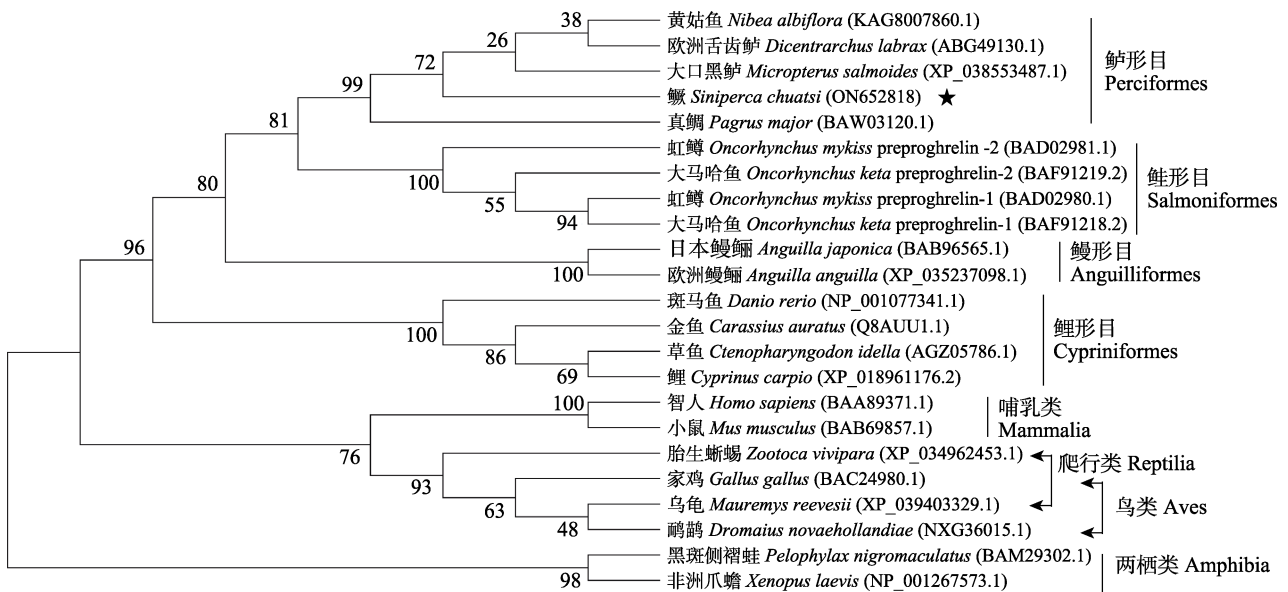 38
黄姑鱼 Nibea albiflora (KAG8007860.1)
26
欧洲舌齿鲈 Dicentrarchus labrax (ABG49130.1)
72
大口黑鲈 Micropterus salmoides (XP_038553487.1)
鲈形目
Perciformes
99
鳜 Siniperca chuatsi (ON652818) ★
81
真鲷 Pagrus major (BAW03120.1)
虹鳟 Oncorhynchus mykiss preproghrelin -2 (BAD02981.1)
80
100
大马哈鱼 Oncorhynchus keta preproghrelin-2 (BAF91219.2)
鲑形目
Salmoniformes
55
虹鳟 Oncorhynchus mykiss preproghrelin-1 (BAD02980.1)
94
大马哈鱼 Oncorhynchus keta preproghrelin-1 (BAF91218.2)
96
日本鳗鲡 Anguilla japonica (BAB96565.1)
鳗形目
Anguilliformes
100
欧洲鳗鲡 Anguilla anguilla (XP_035237098.1)
斑马鱼 Danio rerio (NP_001077341.1)
100
金鱼 Carassius auratus (Q8AUU1.1)
鲤形目
Cypriniformes
86
草鱼 Ctenopharyngodon idella (AGZ05786.1)
69
鲤 Cyprinus carpio (XP_018961176.2)
100
智人 Homo sapiens (BAA89371.1)
哺乳类
Mammalia
小鼠 Mus musculus (BAB69857.1)
76
胎生蜥蜴 Zootoca vivipara (XP_034962453.1)
爬行类 Reptilia
93
家鸡 Gallus gallus (BAC24980.1)
63
乌龟 Mauremys reevesii (XP_039403329.1)
鸟类 Aves
48
鸸鹋 Dromaius novaehollandiae (NXG36015.1)
黑斑侧褶蛙 Pelophylax nigromaculatus (BAM29302.1)
两栖类 Amphibia
98
非洲爪蟾 Xenopus laevis (NP_001267573.1)